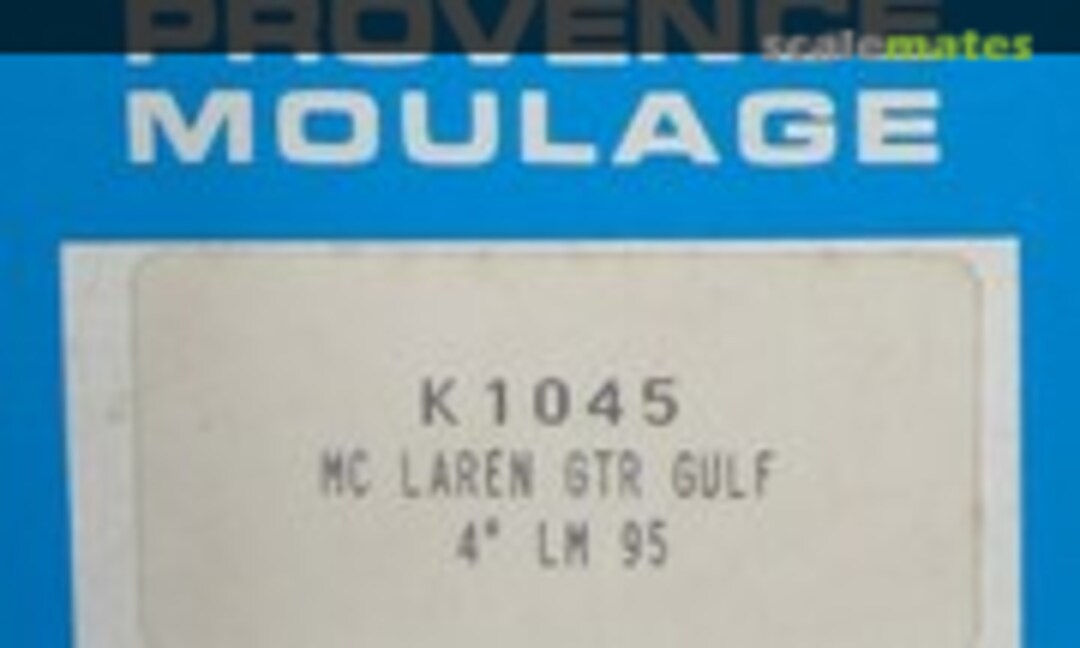 PROVENCE
scalemates
MOULAGE
K1045
MC LAREN GTR GULF
4° LM 95